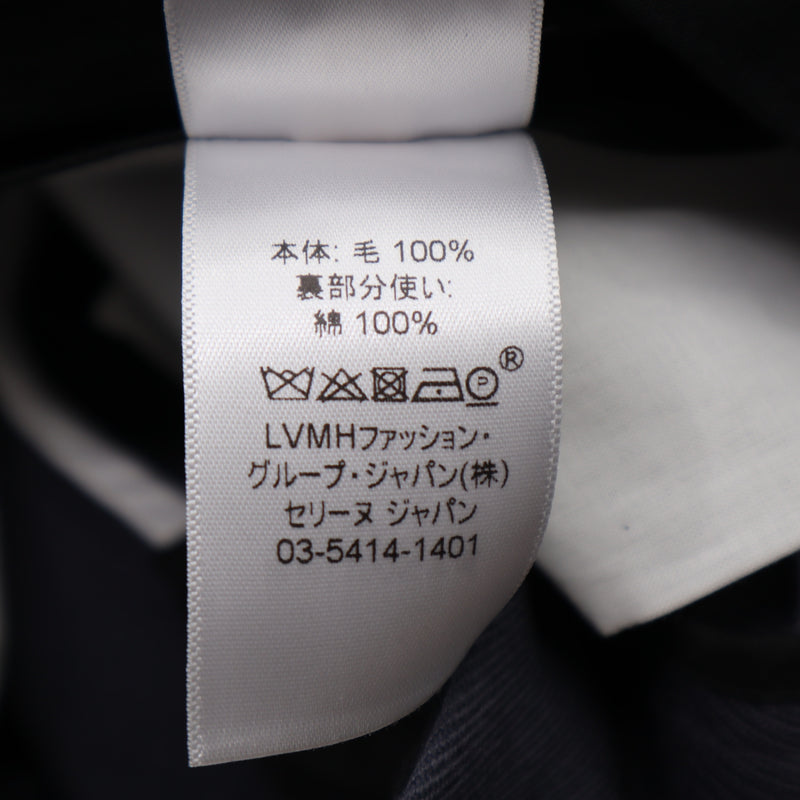 本体: 毛 100%
裏部分使い:
綿 100%
P ®
LVMHファッション・
グループ・ジャパン(株)
セリーヌ ジャパン
03-5414-1401